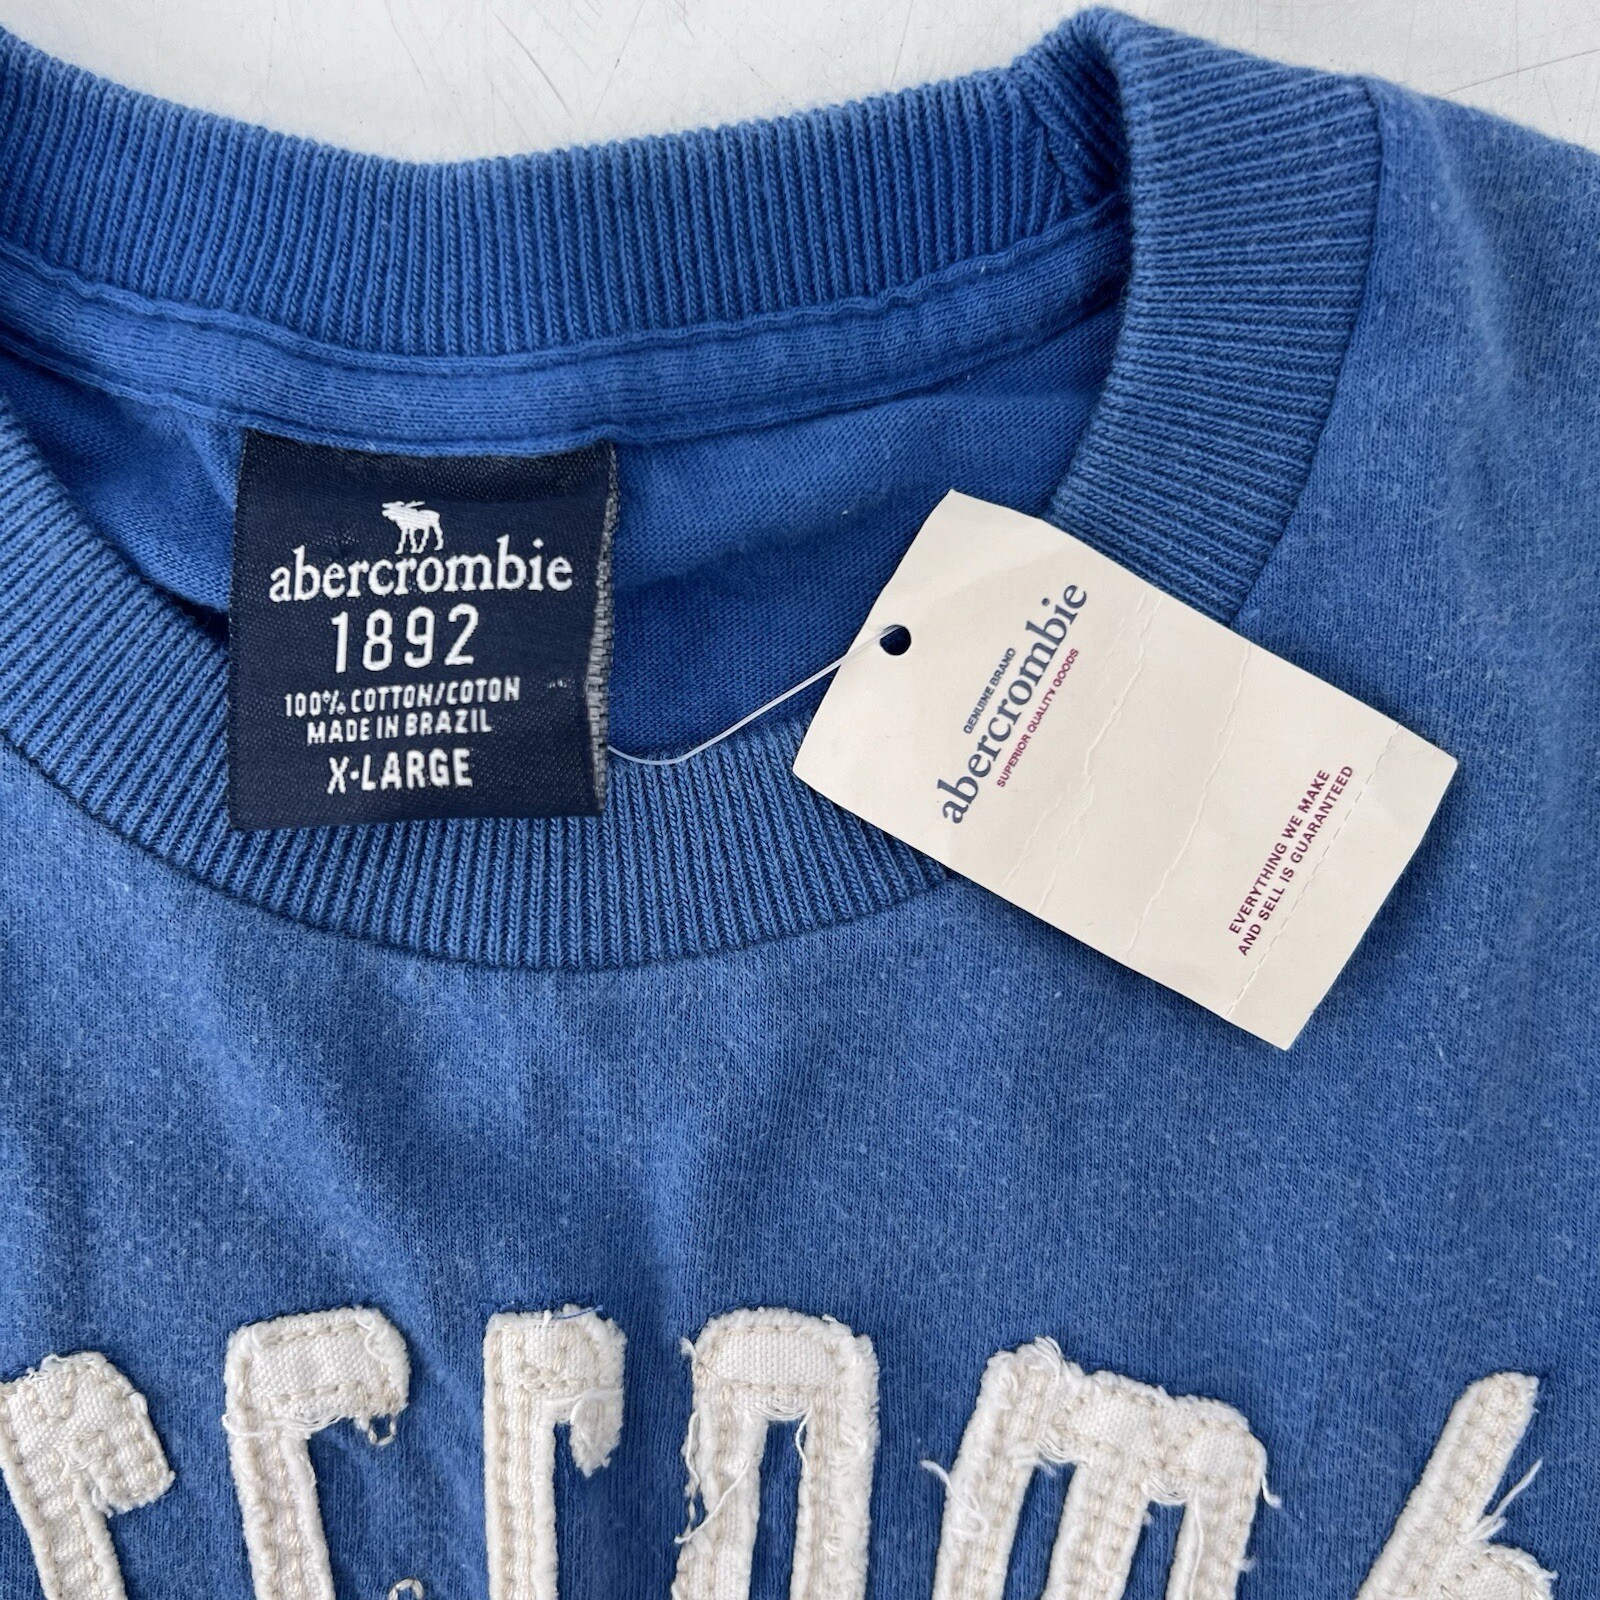 abercrombie
1892
100% COTTON/COTON
MADE IN BRAZIL
X-LARGE
GENUINE BRAND
abercrombie
SUPERIOR QUALITY GOODS
EVERYTHING WE MAKE
AND SELL IS GUARANTEED
rcromb